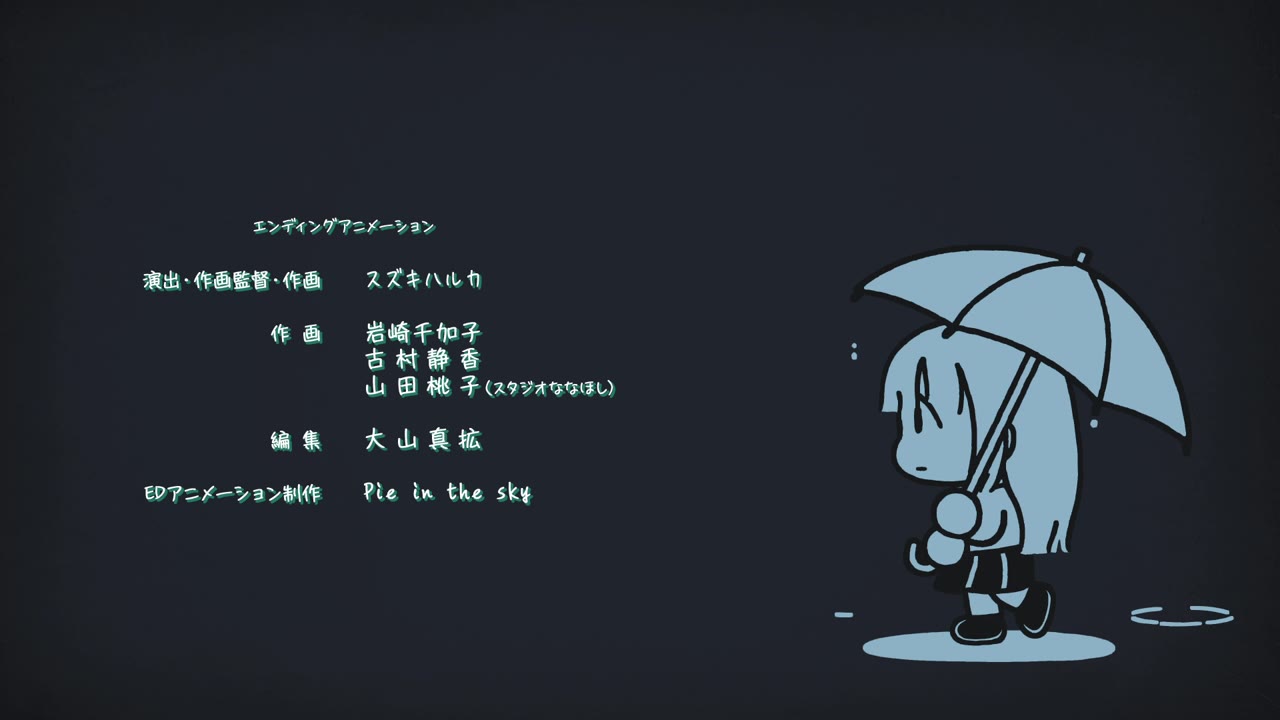 エンディングアニメーション
演出・作画監督・作画 スズキハルカ
作画 岩崎千加子
古村静香
山田桃子(スタジオななほし)
編集 大山真拡
EDアニメーション制作 Pie in the sky